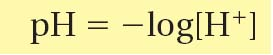 pH = −log[H⁺]